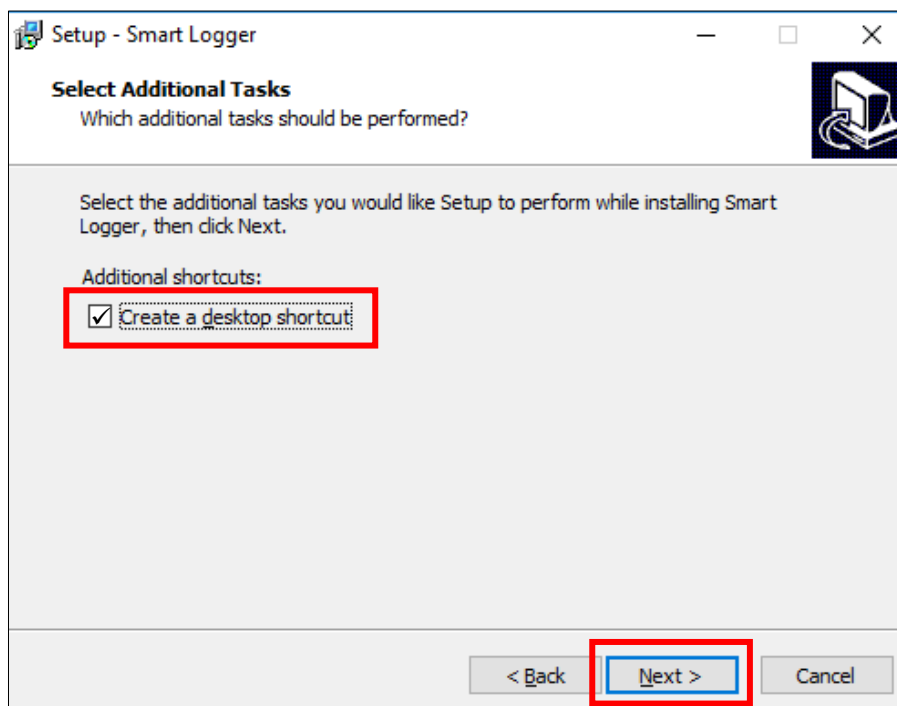 Setup - Smart Logger
Select Additional Tasks
Which additional tasks should be performed?
Select the additional tasks you would like Setup to perform while installing Smart
Logger, then click Next.
Additional shortcuts:
Create a desktop shortcut
< Back
Next >
Cancel